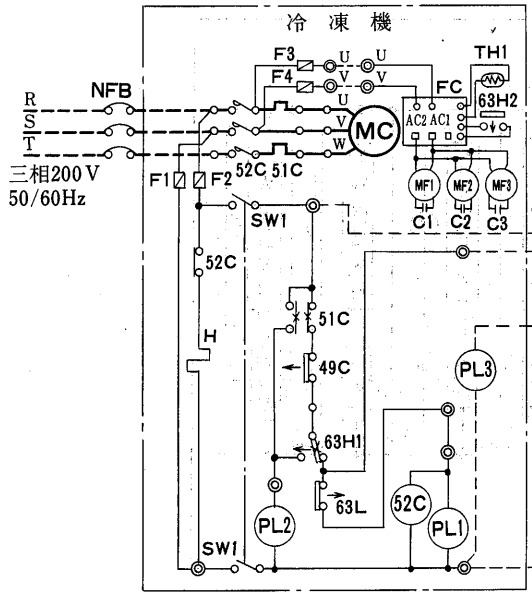 冷凍機
F3 U U TH1
F4 V V FC
NFB 63H2
R U
S V MC AC2 AC1
T W
三相200V
50/60Hz
F1 F2 52C 51C MF1 MF2 MF3
C1 C2 C3
SW1
52C
51C
H
49C
PL3
63H1
63L
52C
PL2 PL1
SW1